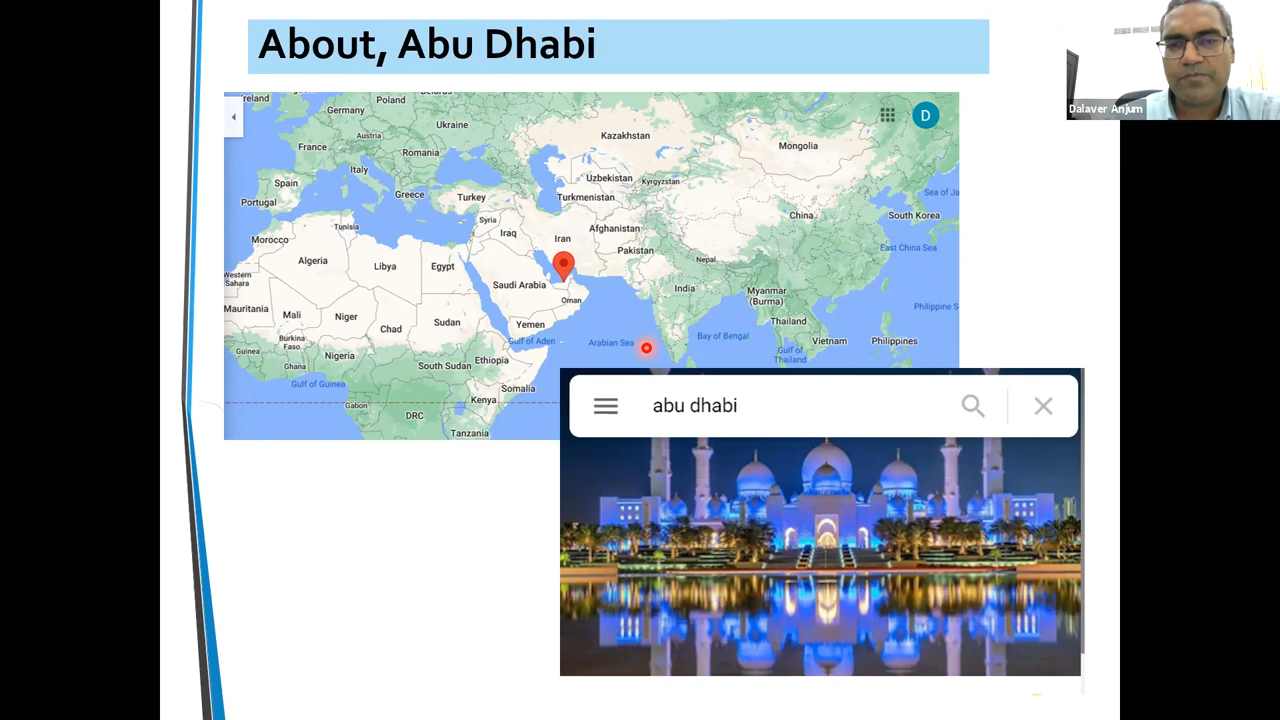 About, Abu Dhabi
Dalaver Anjum
Poland
Germany
Ukraine
Austria
France
Romania
Italy
Spain
Greece
Portugal
Turkey
Kazakhstan
Mongolia
Uzbekistan
Kyrgyzstan
Turkmenistan
D
Sea of Ja
China
South Korea
Syria
Tunisia
Iraq
Iran
Afghanistan
Morocco
Pakistan
East China Sea
Algeria
Libya
Egypt
Nepal
Western
Sahara
Saudi Arabia
India
Myanmar
(Burma)
Oman
Mauritania
Mali
Niger
Chad
Sudan
Yemen
Thailand
Philippine S
Burkina
Faso
Gulf of Aden
Arabian Sea
Bay of Bengal
Vietnam
Philippines
Guinea
Nigeria
Ghana
South Sudan
Ethiopia
Gulf of
Thailand
Gulf of Guinea
Somalia
Gabon
Kenya
DRC
Tanzania
abu dhabi